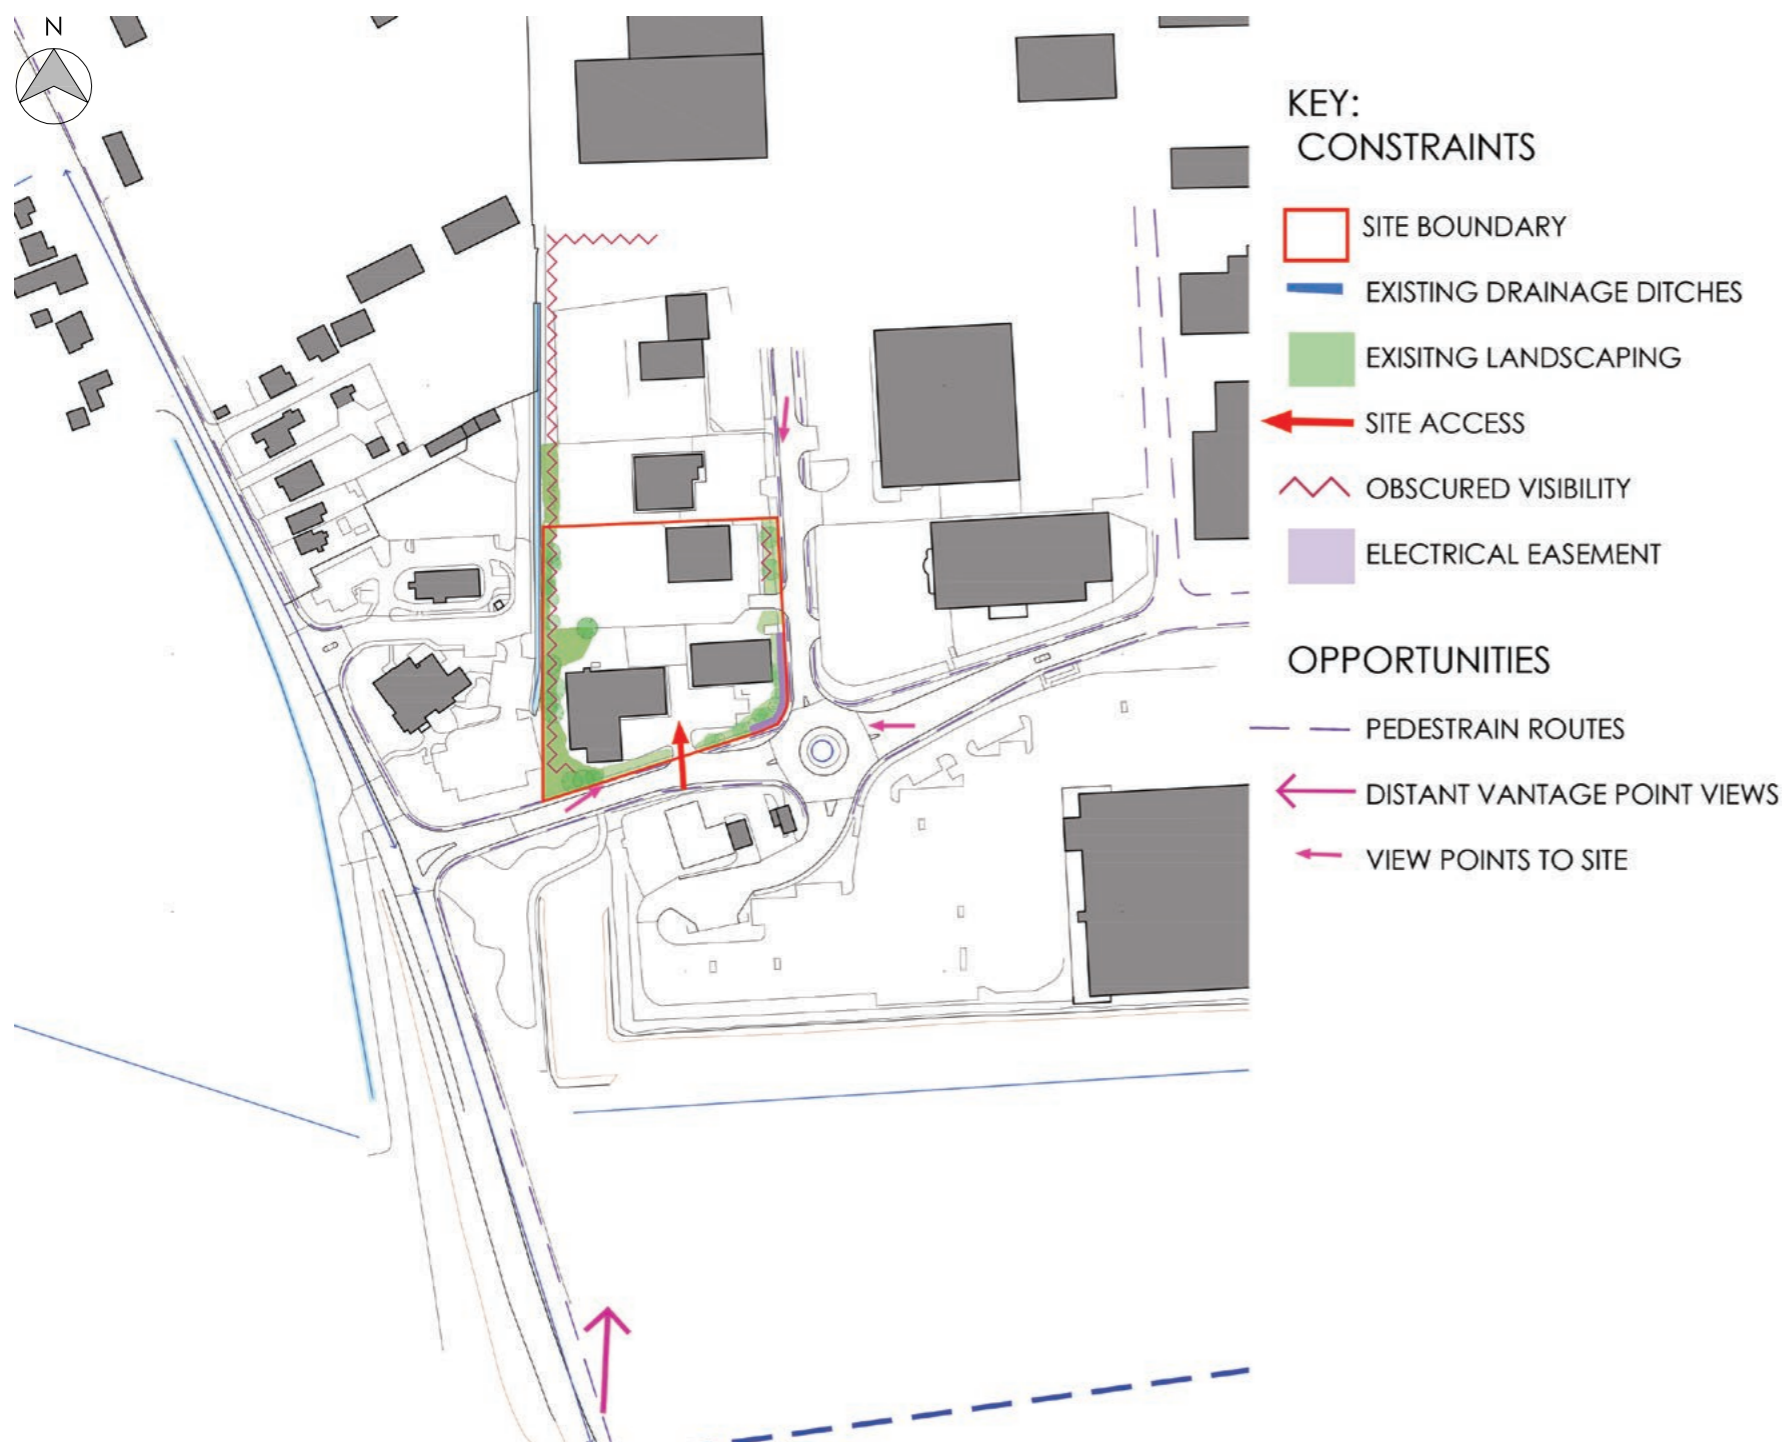 N
KEY:
CONSTRAINTS
SITE BOUNDARY
EXISTING DRAINAGE DITCHES
EXISITNG LANDSCAPING
SITE ACCESS
OBSCURED VISIBILITY
ELECTRICAL EASEMENT
OPPORTUNITIES
PEDESTRAIN ROUTES
DISTANT VANTAGE POINT VIEWS
VIEW POINTS TO SITE